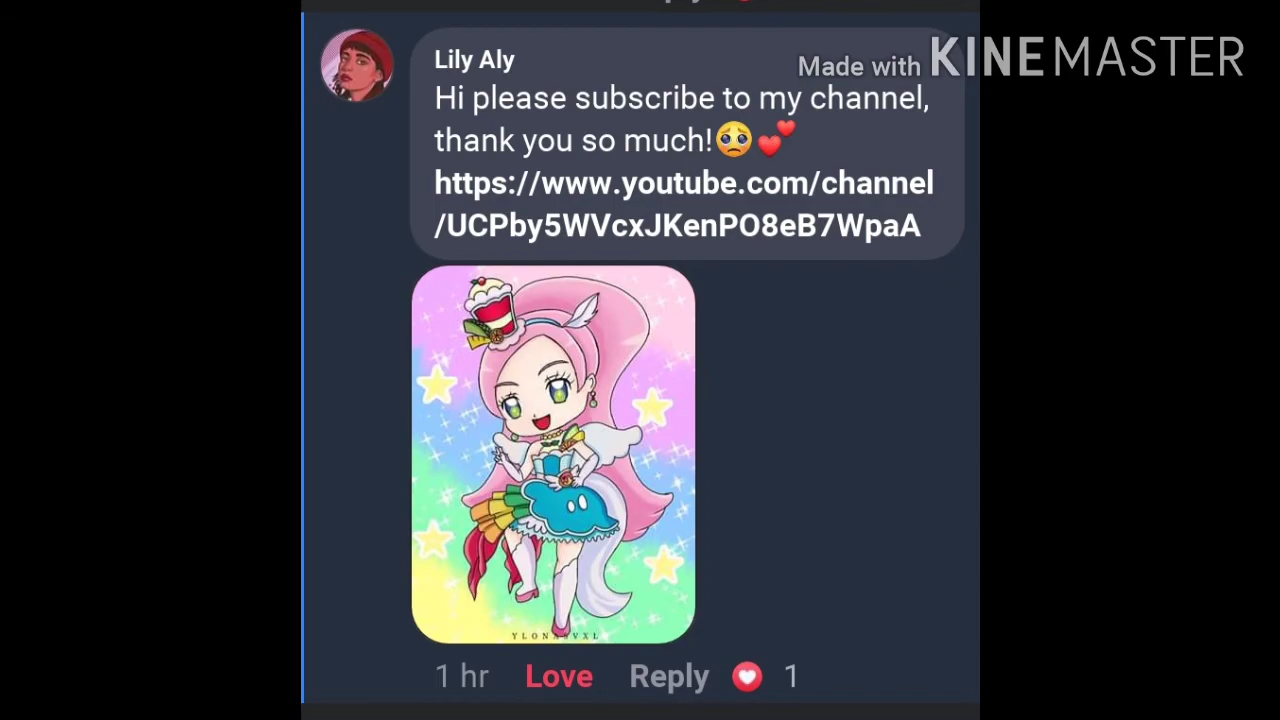 Made with KINEMASTER
Lily Aly
Hi please subscribe to my channel,
thank you so much!🥺💕
https://www.youtube.com/channel
/UCPby5WVcxJKenPO8eB7WpaA
1 hr Love Reply 1